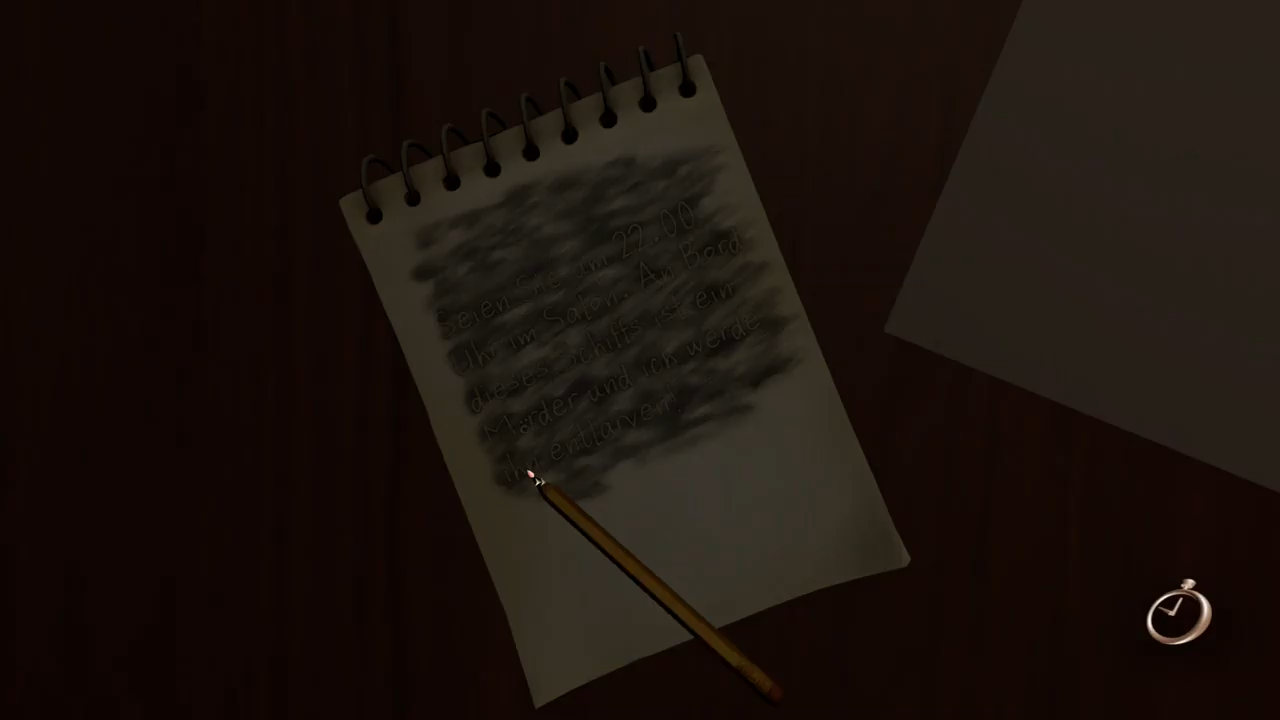 Seien Sie um 22.00
Uhr im Salon. An Bord
dieses Schiffs ist ein
Mörder und ich werde
ihn entlarven!